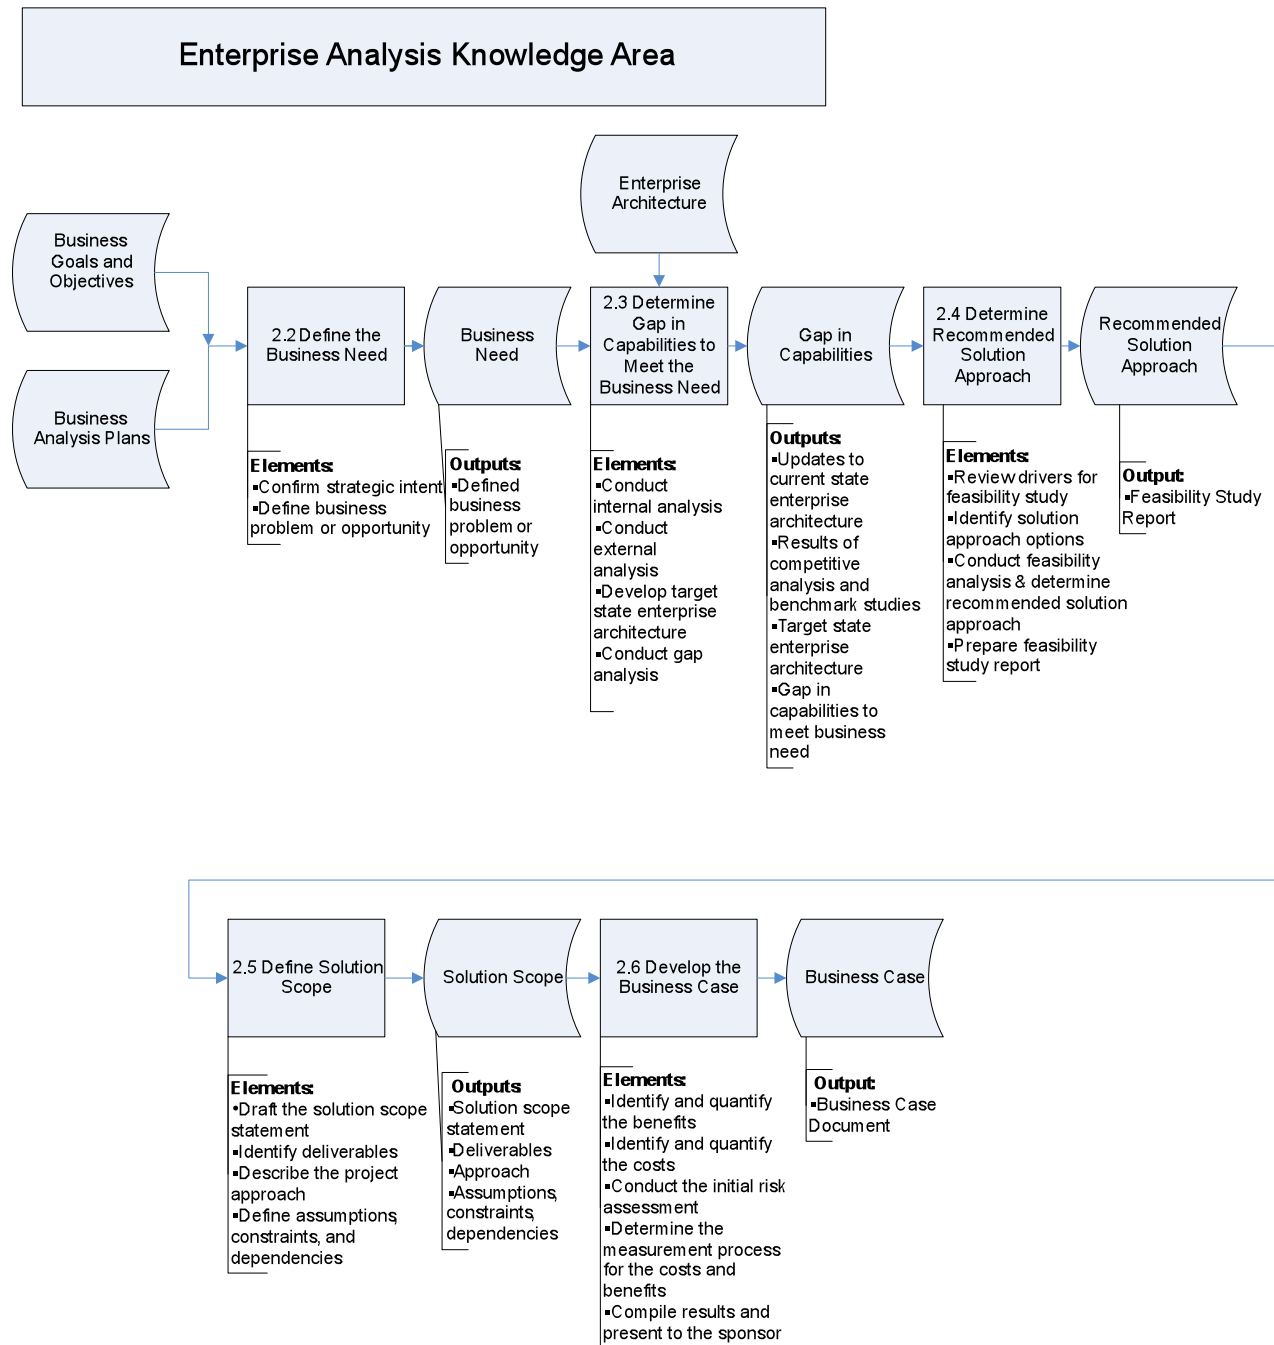 Enterprise Analysis Knowledge Area
Enterprise
Architecture
Business
Goals and
Objectives
Business
Analysis Plans
2.2 Define the
Business Need
Business
Need
2.3 Determine
Gap in
Capabilities to
Meet the
Business Need
Gap in
Capabilities
2.4 Determine
Recommended
Solution
Approach
Recommended
Solution
Approach
Elements:
▪Confirm strategic intent
▪Define business
problem or opportunity
Outputs:
▪Defined
business
problem or
opportunity
Elements:
▪Conduct
internal analysis
▪Conduct
external
analysis
▪Develop target
state enterprise
architecture
▪Conduct gap
analysis
Outputs:
▪Updates to
current state
enterprise
architecture
▪Results of
competitive
analysis and
benchmark studies
▪Target state
enterprise
architecture
▪Gap in
capabilities to
meet business
need
Elements:
▪Review drivers for
feasibility study
▪Identify solution
approach options
▪Conduct feasibility
analysis & determine
recommended solution
approach
▪Prepare feasibility
study report
Output:
▪Feasibility Study
Report
2.5 Define Solution
Scope
Solution Scope
2.6 Develop the
Business Case
Business Case
Elements:
•Draft the solution scope
statement
▪Identify deliverables
▪Describe the project
approach
▪Define assumptions,
constraints, and
dependencies
Outputs:
▪Solution scope
statement
▪Deliverables
▪Approach
▪Assumptions,
constraints,
dependencies
Elements:
▪Identify and quantify
the benefits
▪Identify and quantify
the costs
▪Conduct the initial risk
assessment
▪Determine the
measurement process
for the costs and
benefits
▪Compile results and
present to the sponsor
Output:
▪Business Case
Document